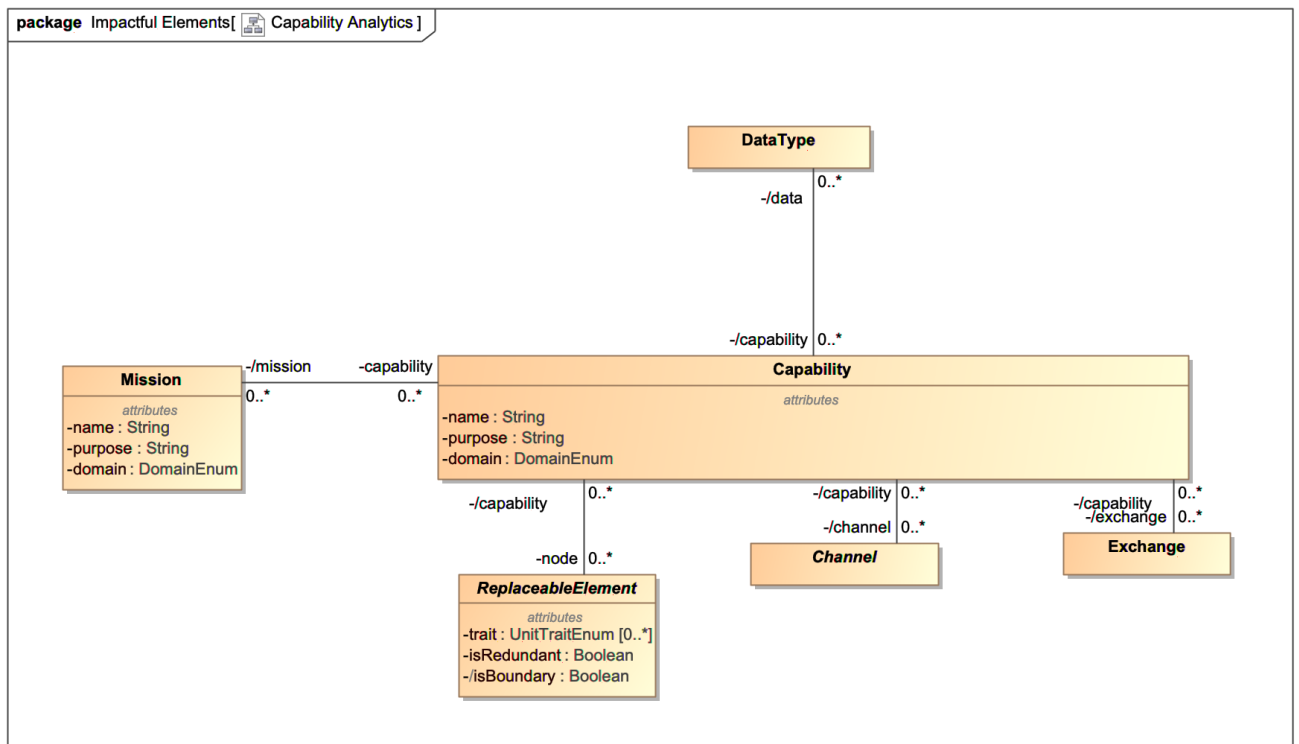 package Impactful Elements[ Capability Analytics ]
DataType
0..*
-/data
-/capability 0..*
-/mission
-capability
0..*
0..*
Mission
attributes
-name : String
-purpose : String
-domain : DomainEnum
Capability
attributes
-name : String
-purpose : String
-domain : DomainEnum
-/capability
0..*
-node 0..*
-/capability 0..*
-/channel 0..*
-/capability 0..*
-/exchange 0..*
ReplaceableElement
attributes
-trait : UnitTraitEnum [0..*]
-isRedundant : Boolean
-/isBoundary : Boolean
Channel
Exchange